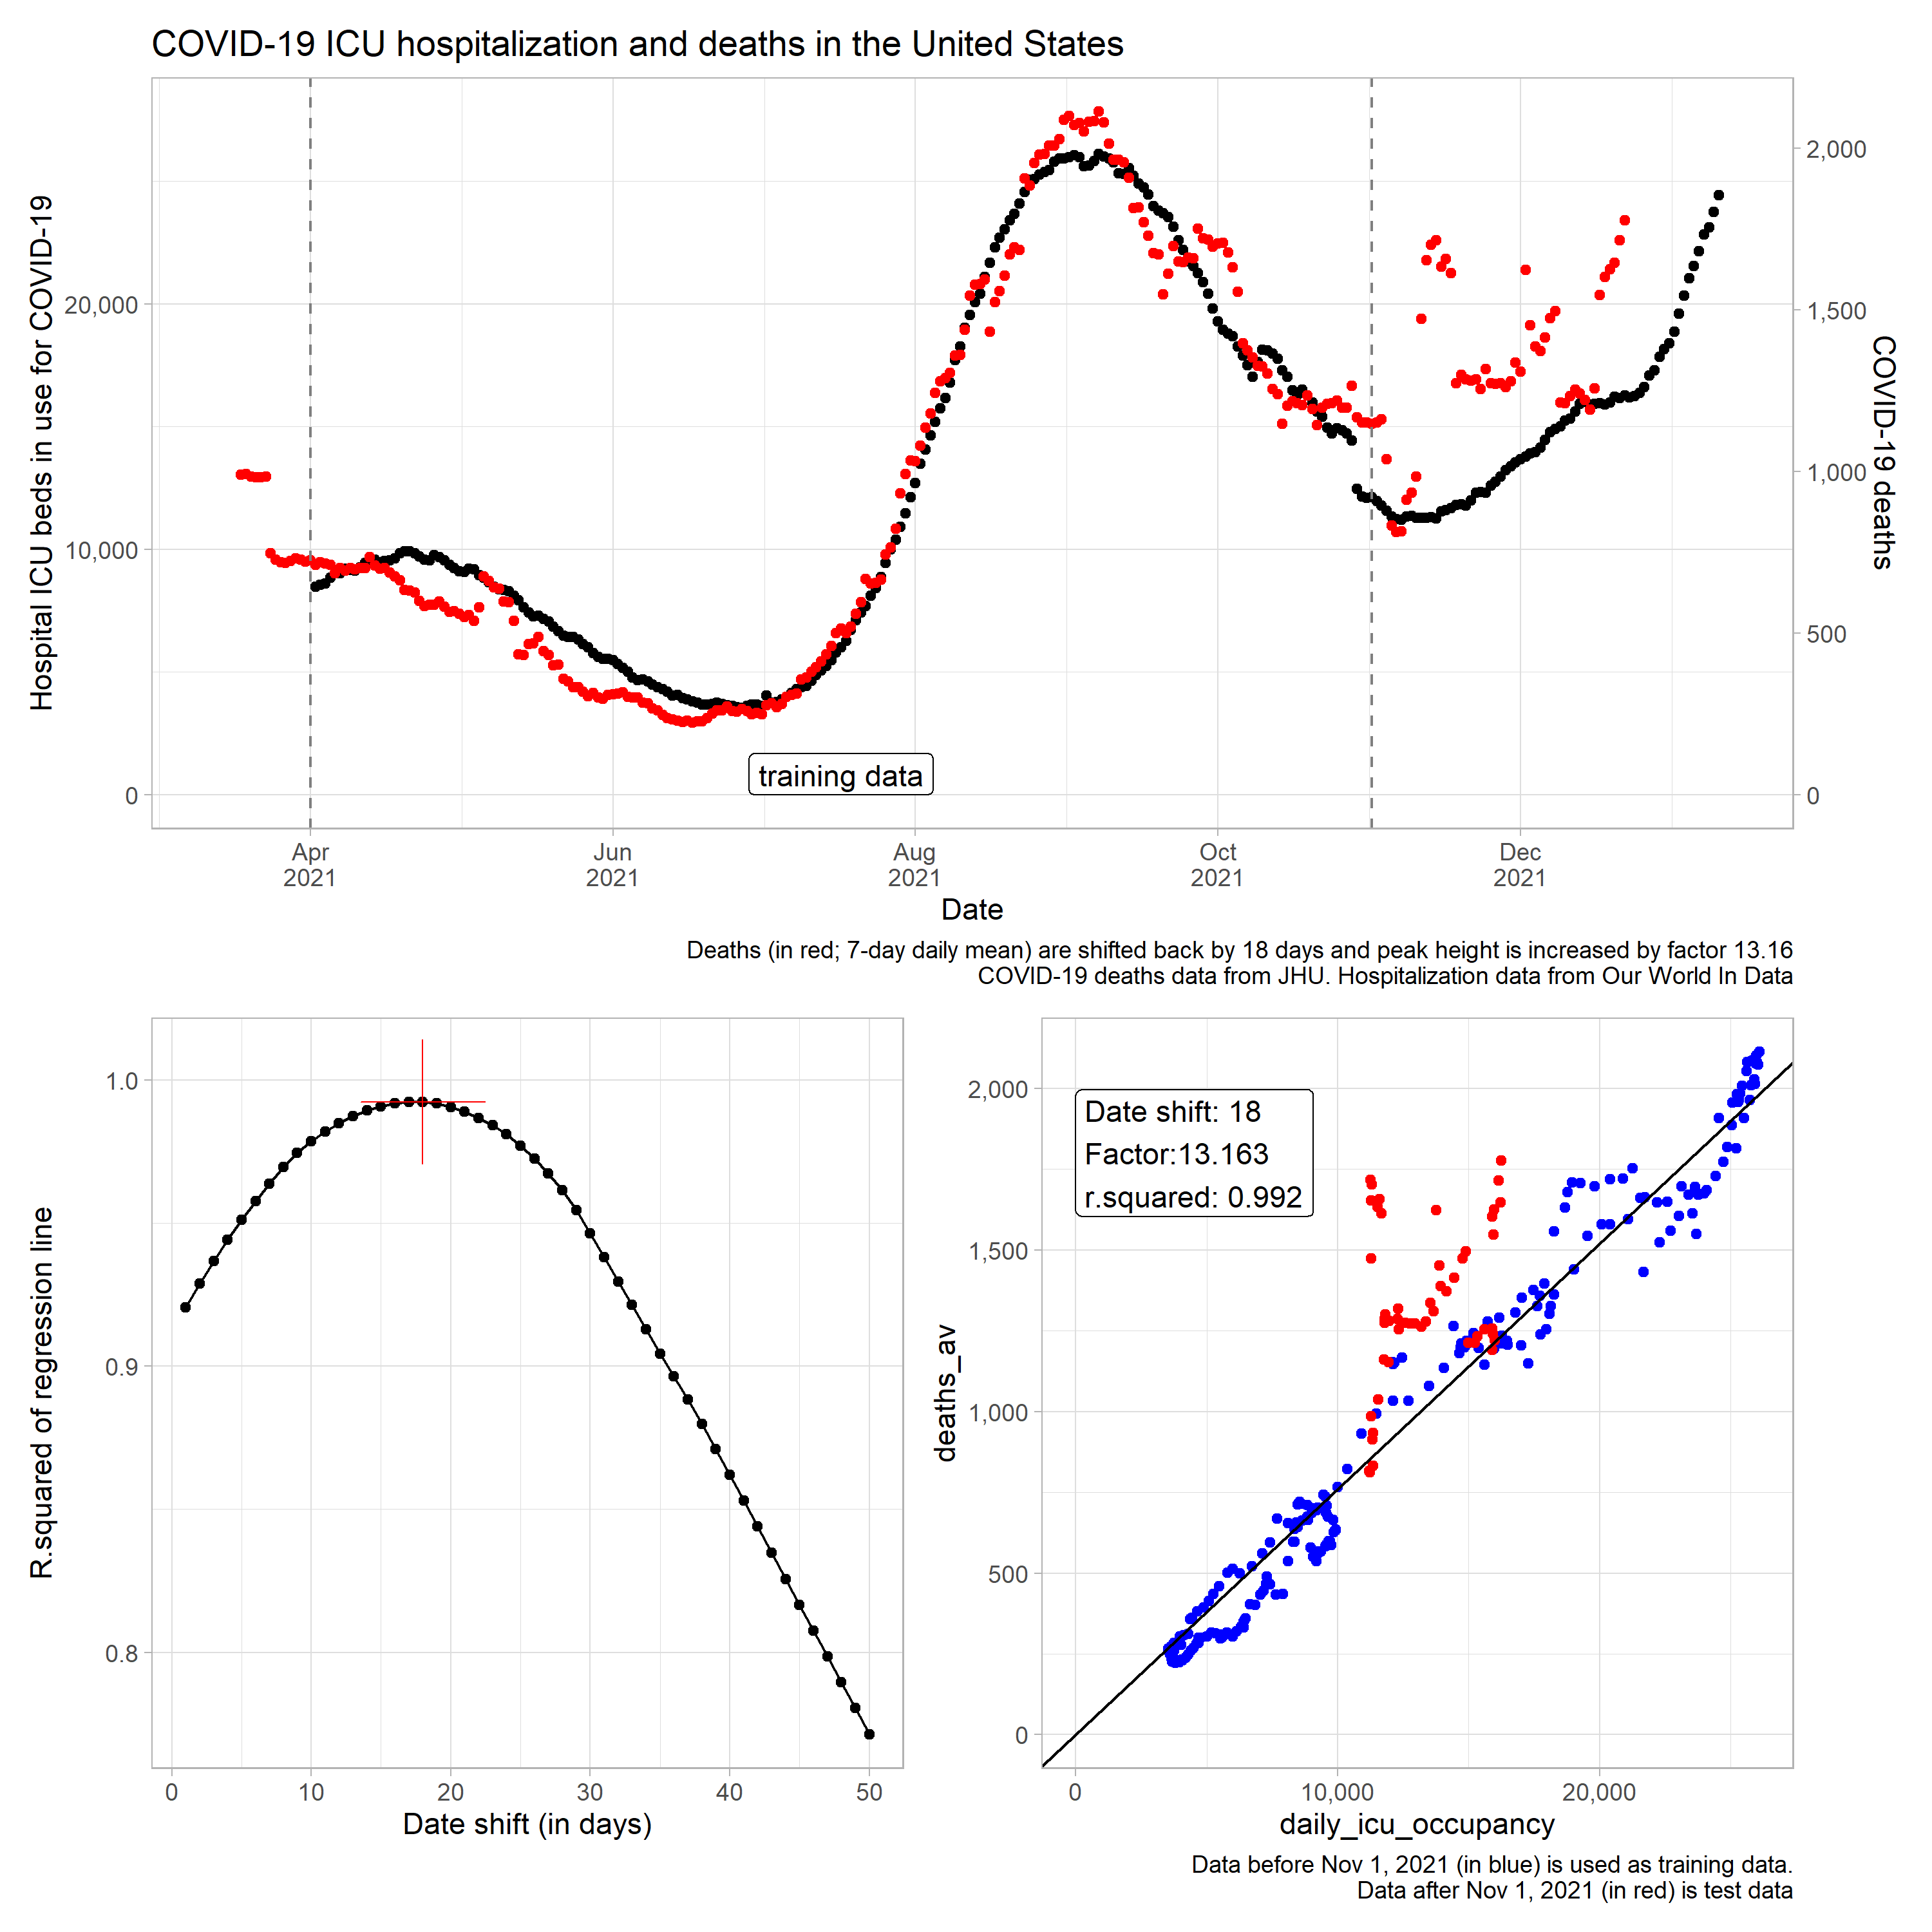 COVID-19 ICU hospitalization and deaths in the United States
Hospital ICU beds in use for COVID-19
20,000
10,000
0
2,000
1,500
1,000
500
0
COVID-19 deaths
training data
Apr
2021
Jun
2021
Aug
2021
Oct
2021
Dec
2021
Date
Deaths (in red; 7-day daily mean) are shifted back by 18 days and peak height is increased by factor 13.16
COVID-19 deaths data from JHU. Hospitalization data from Our World In Data
R.squared of regression line
1.0
0.9
0.8
0
10
20
30
40
50
Date shift (in days)
deaths_av
2,000
1,500
1,000
500
0
Date shift: 18
Factor:13.163
r.squared: 0.992
0
10,000
20,000
daily_icu_occupancy
Data before Nov 1, 2021 (in blue) is used as training data.
Data after Nov 1, 2021 (in red) is test data